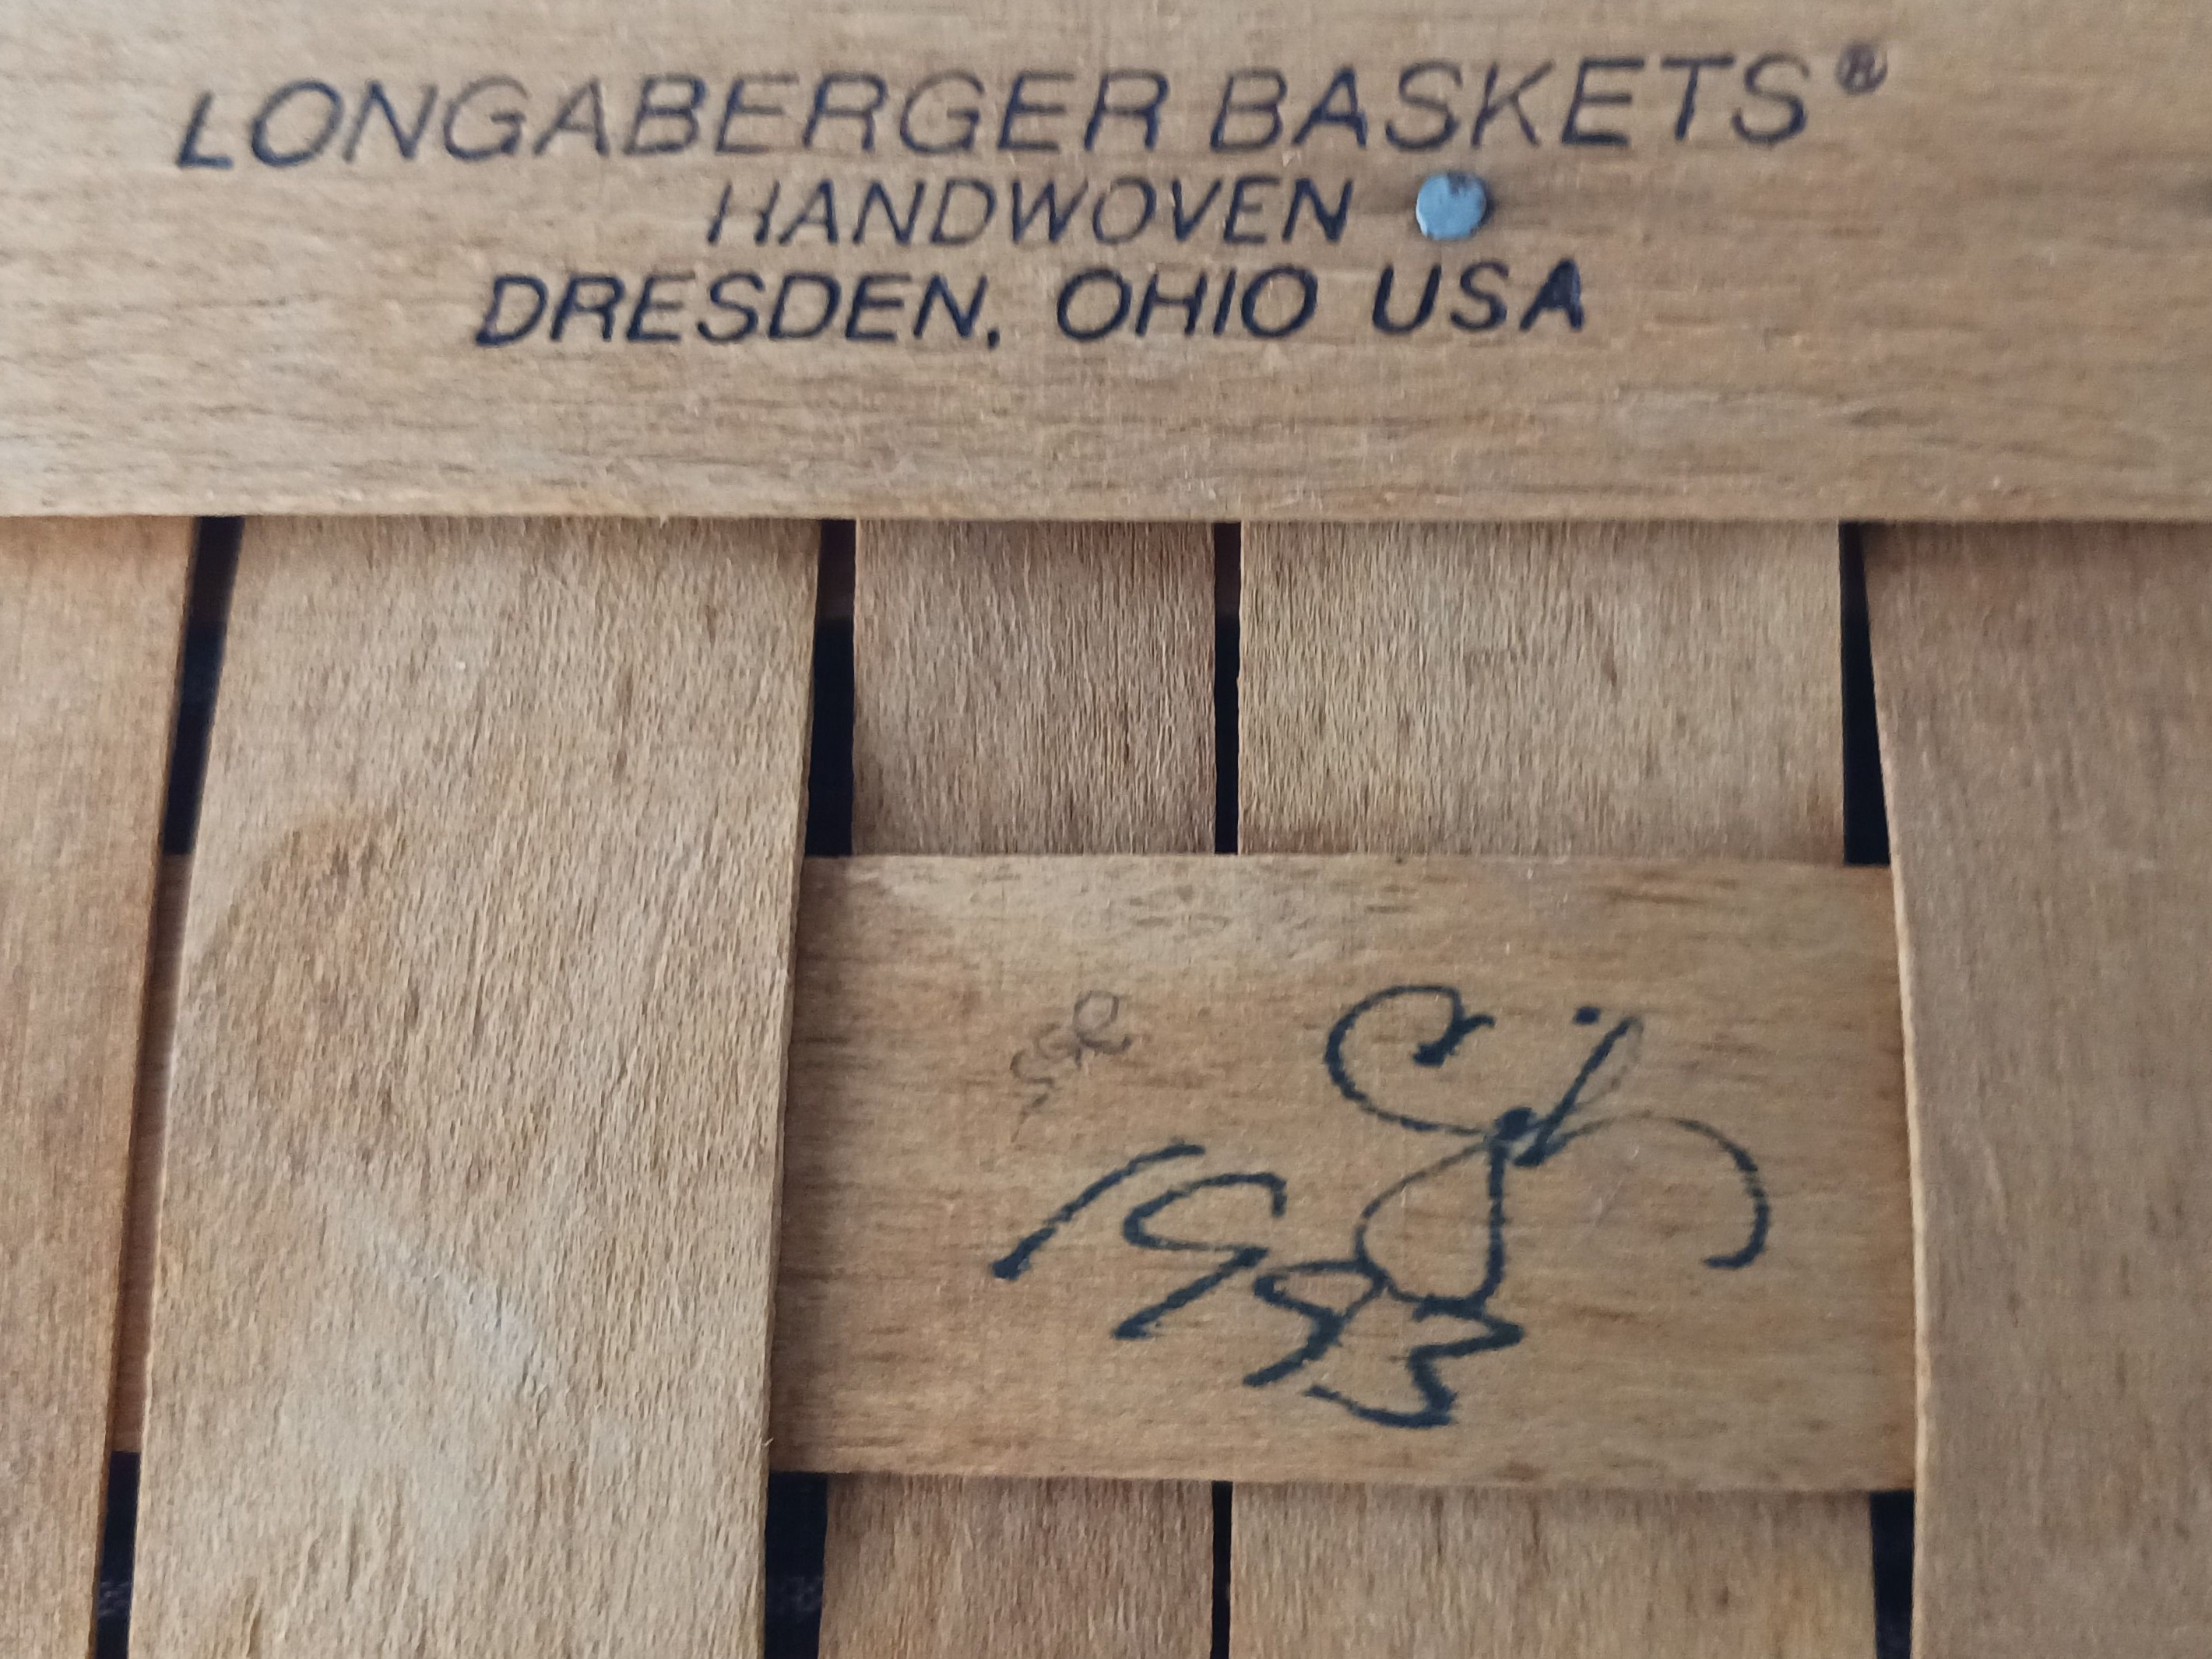 LONGABERGER BASKETS®
HANDWOVEN
DRESDEN, OHIO USA
1993